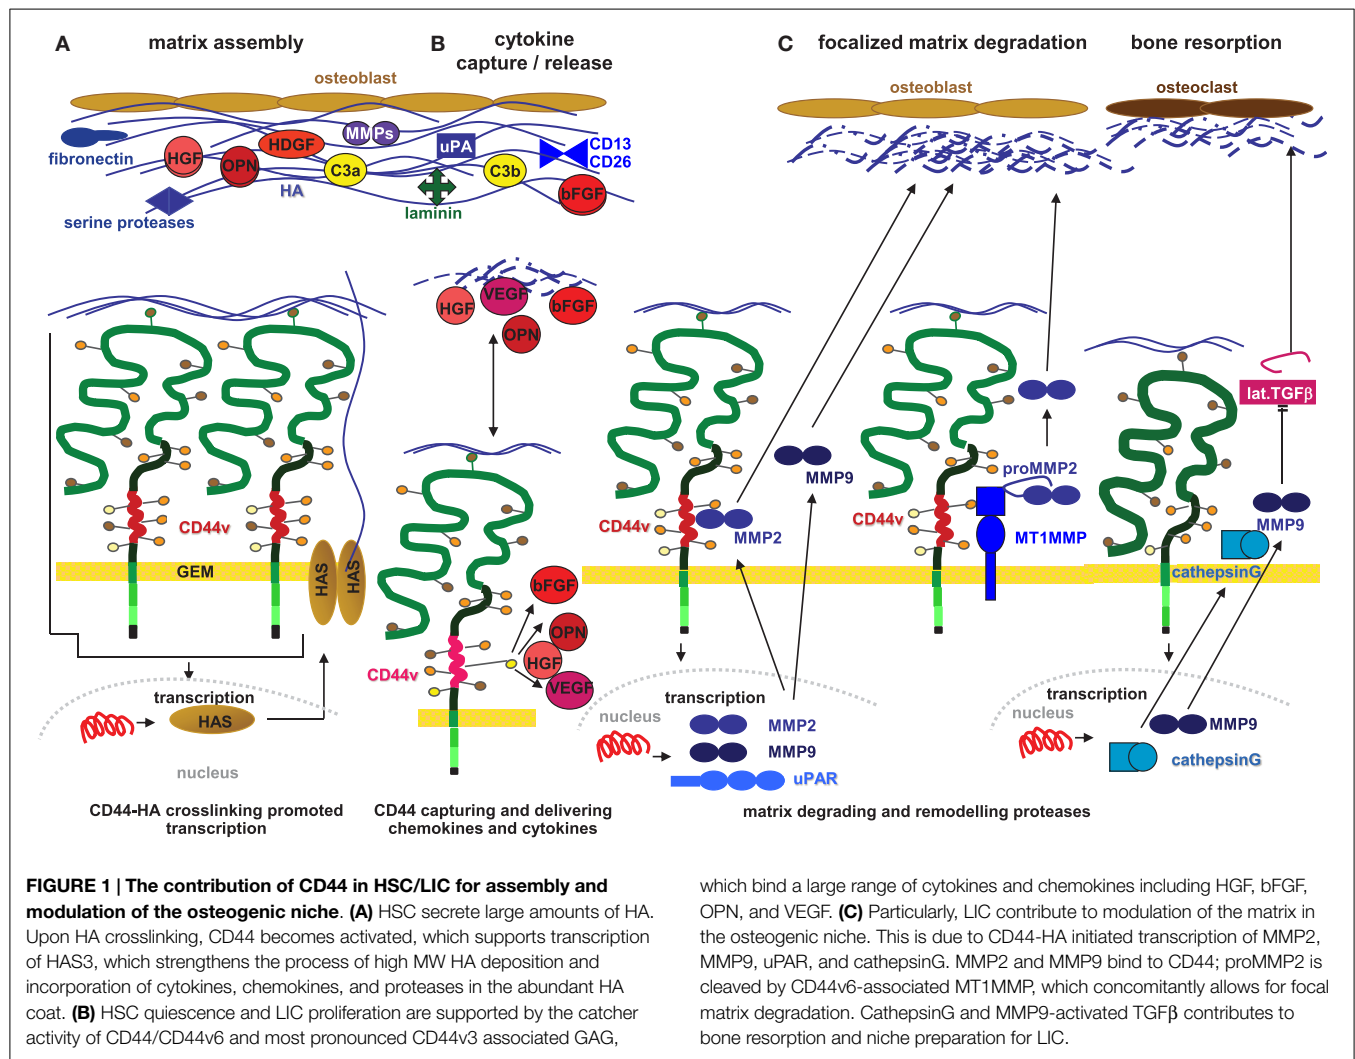 A
matrix assembly
B
cytokine
capture / release
C
focalized matrix degradation
bone resorption
osteoblast
osteoblast
osteoclast
fibronectin
HGF
OPN
HDGF
MMPs
C3a
uPA
C3b
CD13
CD26
bFGF
HA
laminin
serine proteases
HGF
VEGF
bFGF
OPN
CD44v
GEM
HAS
HAS
transcription
HAS
nucleus
CD44-HA crosslinking promoted
transcription
bFGF
OPN
HGF
VEGF
CD44v
CD44 capturing and delivering
chemokines and cytokines
CD44v
MMP2
MMP9
transcription
nucleus
MMP2
MMP9
uPAR
CD44v
proMMP2
MT1MMP
lat.TGFβ
MMP9
cathepsinG
transcription
nucleus
MMP9
cathepsinG
matrix degrading and remodelling proteases
FIGURE 1 | The contribution of CD44 in HSC/LIC for assembly and
modulation of the osteogenic niche. (A) HSC secrete large amounts of HA.
Upon HA crosslinking, CD44 becomes activated, which supports transcription
of HAS3, which strengthens the process of high MW HA deposition and
incorporation of cytokines, chemokines, and proteases in the abundant HA
coat. (B) HSC quiescence and LIC proliferation are supported by the catcher
activity of CD44/CD44v6 and most pronounced CD44v3 associated GAG,
which bind a large range of cytokines and chemokines including HGF, bFGF,
OPN, and VEGF. (C) Particularly, LIC contribute to modulation of the matrix in
the osteogenic niche. This is due to CD44-HA initiated transcription of MMP2,
MMP9, uPAR, and cathepsinG. MMP2 and MMP9 bind to CD44; proMMP2 is
cleaved by CD44v6-associated MT1MMP, which concomitantly allows for focal
matrix degradation. CathepsinG and MMP9-activated TGFβ contributes to
bone resorption and niche preparation for LIC.